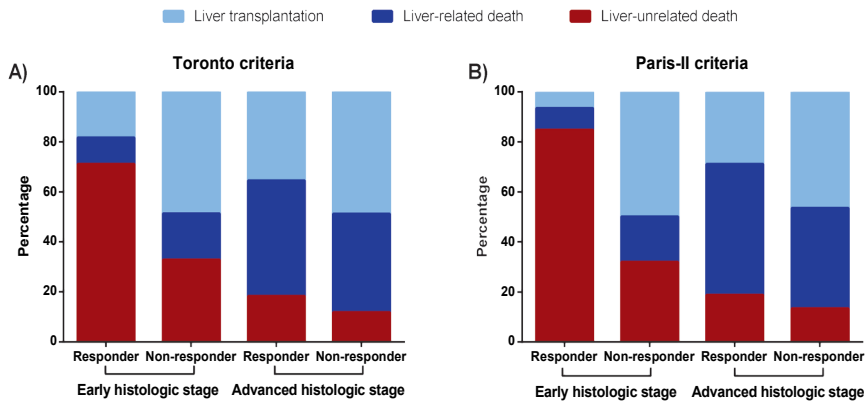 Liver transplantation Liver-related death Liver-unrelated death
A) Toronto criteria
Percentage
100
80
60
40
20
0
Responder Non-responder Responder Non-responder
Early histologic stage Advanced histologic stage
B) Paris-II criteria
Percentage
100
80
60
40
20
0
Responder Non-responder Responder Non-responder
Early histologic stage Advanced histologic stage